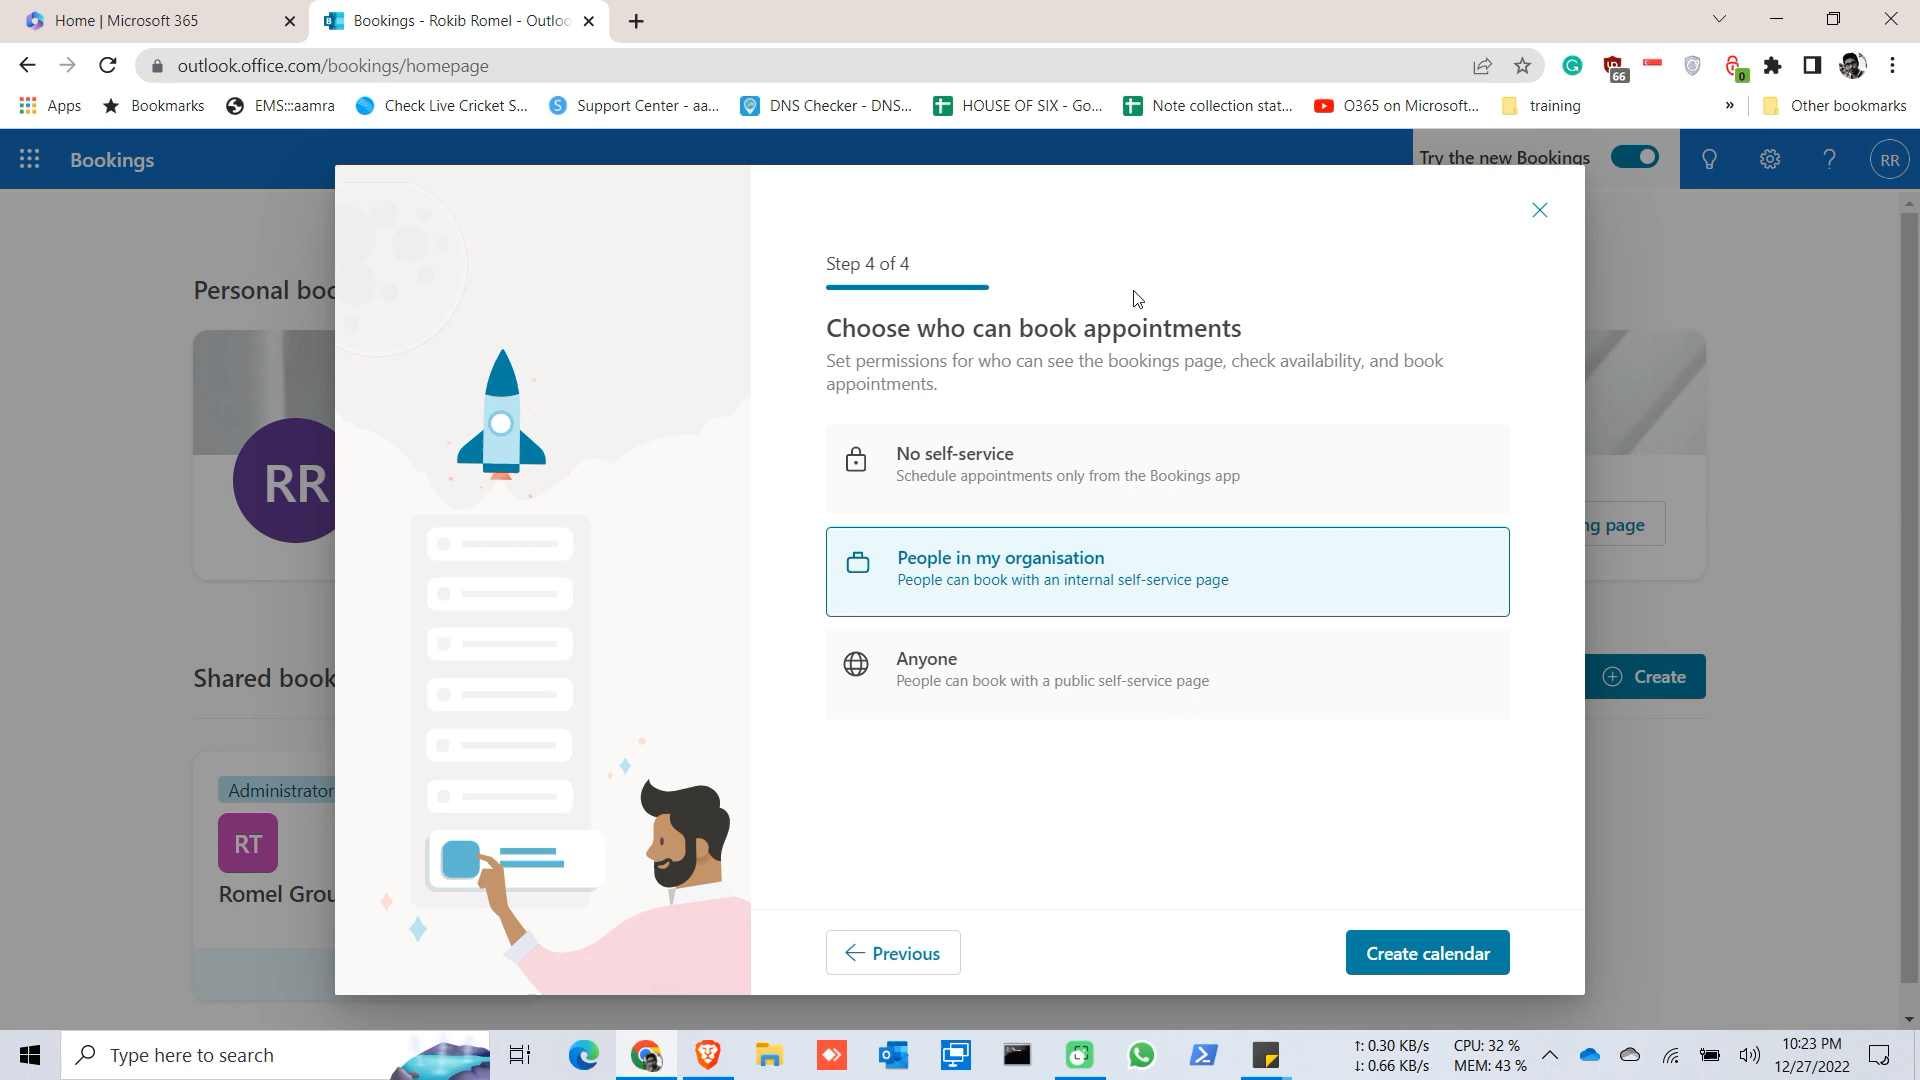 Home | Microsoft 365
Bookings - Rokib Romel - Outloo
outlook.office.com/bookings/homepage
66
0
Apps
Bookmarks
EMS:::aamra
Check Live Cricket S...
Support Center - aa...
DNS Checker - DNS...
HOUSE OF SIX - Go...
Note collection stat...
O365 on Microsoft...
training
»
Other bookmarks
Bookings
Try the new Bookings
RR
Personal boo
RR
ng page
Shared book
Create
Administrator
RT
Romel Grou
Step 4 of 4
Choose who can book appointments
Set permissions for who can see the bookings page, check availability, and book
appointments.
No self-service
Schedule appointments only from the Bookings app
People in my organisation
People can book with an internal self-service page
Anyone
People can book with a public self-service page
Previous
Create calendar
Type here to search
↑: 0.30 KB/s
↓: 0.66 KB/s
CPU: 32 %
MEM: 43 %
10:23 PM
12/27/2022